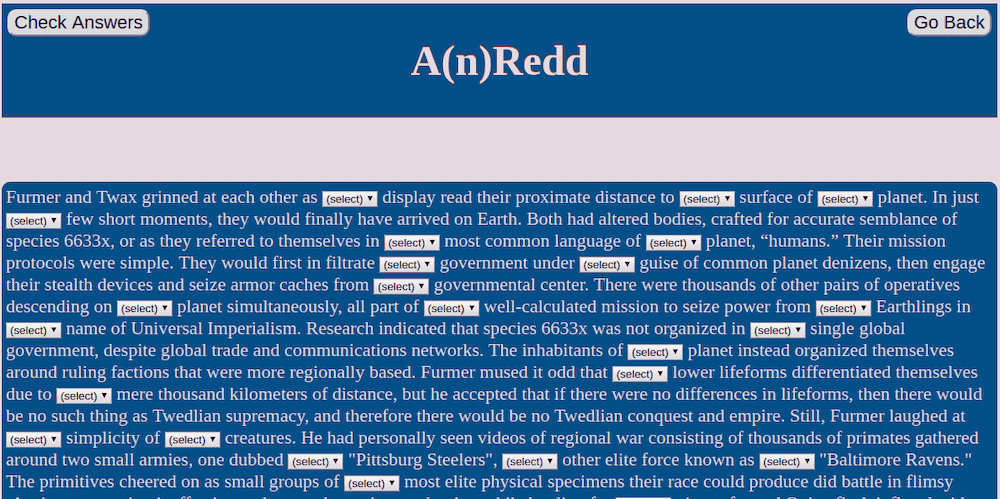 Check Answers
Go Back
A(n)Redd
Furmer and Twax grinned at each other as (select) display read their proximate distance to (select) surface of (select) planet. In just
(select) few short moments, they would finally have arrived on Earth. Both had altered bodies, crafted for accurate semblance of
species 6633x, or as they referred to themselves in (select) most common language of (select) planet, “humans.” Their mission
protocols were simple. They would first in filtrate (select) government under (select) guise of common planet denizens, then engage
their stealth devices and seize armor caches from (select) governmental center. There were thousands of other pairs of operatives
descending on (select) planet simultaneously, all part of (select) well-calculated mission to seize power from (select) Earthlings in
(select) name of Universal Imperialism. Research indicated that species 6633x was not organized in (select) single global
government, despite global trade and communications networks. The inhabitants of (select) planet instead organized themselves
around ruling factions that were more regionally based. Furmer mused it odd that (select) lower lifeforms differentiated themselves
due to (select) mere thousand kilometers of distance, but he accepted that if there were no differences in lifeforms, then there would
be no such thing as Twedlian supremacy, and therefore there would be no Twedlian conquest and empire. Still, Furmer laughed at
(select) simplicity of (select) creatures. He had personally seen videos of regional war consisting of thousands of primates gathered
around two small armies, one dubbed (select) "Pittsburg Steelers", (select) other elite force known as (select) "Baltimore Ravens."
The primitives cheered on as small groups of (select) most elite physical specimens their race could produce did battle in flimsy